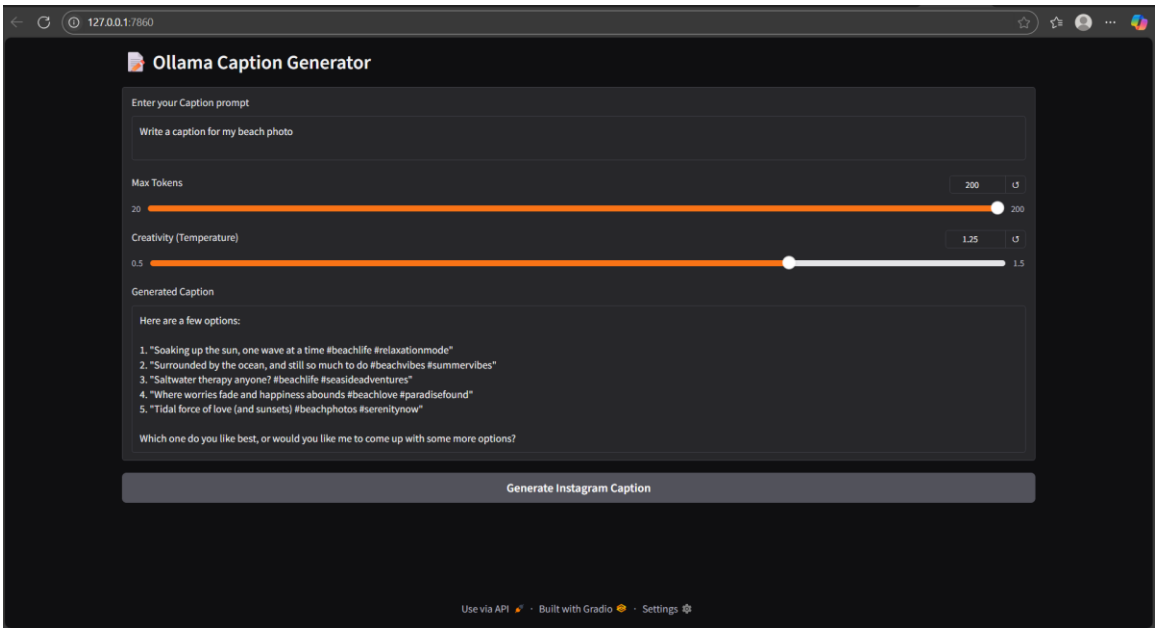 127.0.0.1:7860
📝 Ollama Caption Generator
Enter your Caption prompt
Write a caption for my beach photo
Max Tokens
200 ↺
20 200
Creativity (Temperature)
1.25 ↺
0.5 1.5
Generated Caption
Here are a few options:
1. "Soaking up the sun, one wave at a time #beachlife #relaxationmode"
2. "Surrounded by the ocean, and still so much to do #beachvibes #summervibes"
3. "Saltwater therapy anyone? #beachlife #seasideadventures"
4. "Where worries fade and happiness abounds #beachlove #paradisefound"
5. "Tidal force of love (and sunsets) #beachphotos #serenitynow"
Which one do you like best, or would you like me to come up with some more options?
Generate Instagram Caption
Use via API · Built with Gradio · Settings